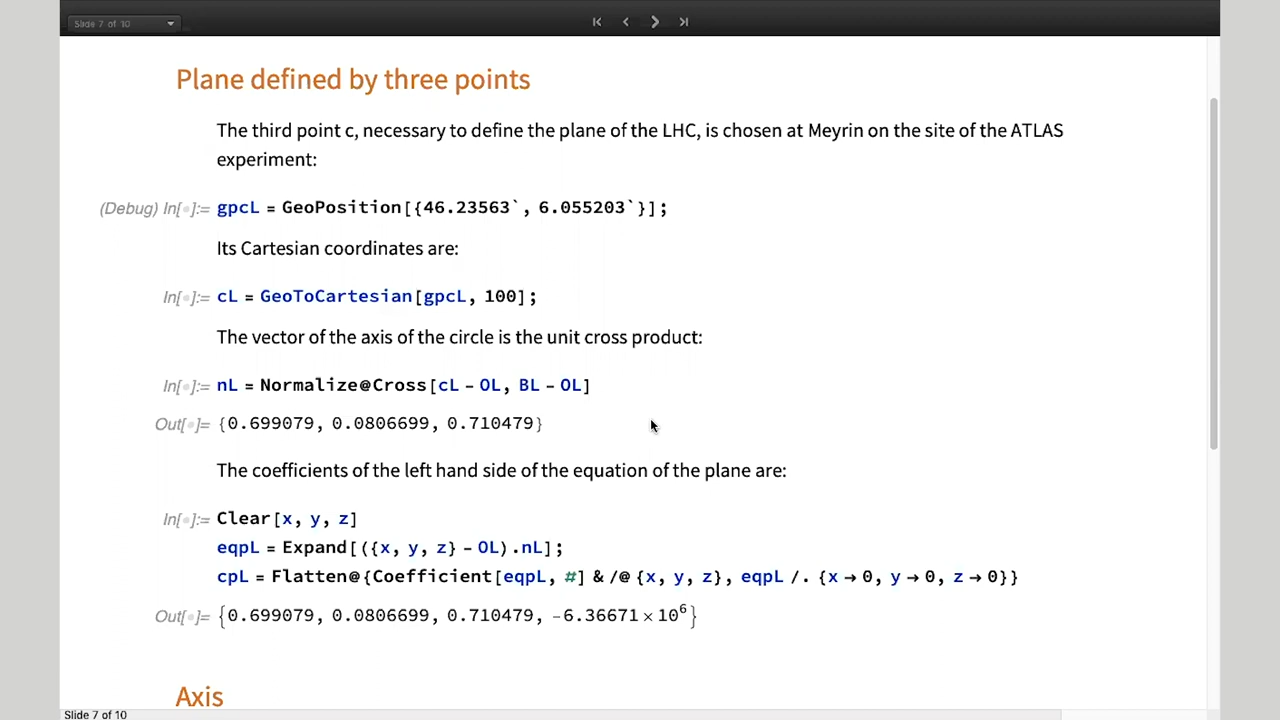 Slide 7 of 10
Plane defined by three points
The third point c, necessary to define the plane of the LHC, is chosen at Meyrin on the site of the ATLAS
experiment:
(Debug) In[•]:= gpcL = GeoPosition[{46.23563`, 6.055203`}];
Its Cartesian coordinates are:
In[•]:= cL = GeoToCartesian[gpcL, 100];
The vector of the axis of the circle is the unit cross product:
In[•]:= nL = Normalize@Cross[cL - OL, BL - OL]
Out[•]= {0.699079, 0.0806699, 0.710479}
The coefficients of the left hand side of the equation of the plane are:
In[•]:= Clear[x, y, z]
eqpL = Expand[({x, y, z} - OL).nL];
cpL = Flatten@{Coefficient[eqpL, #] & /@ {x, y, z}, eqpL /. {x → 0, y → 0, z → 0}}
Out[•]= {0.699079, 0.0806699, 0.710479, -6.36671 × 10⁶}
Axis
Slide 7 of 10